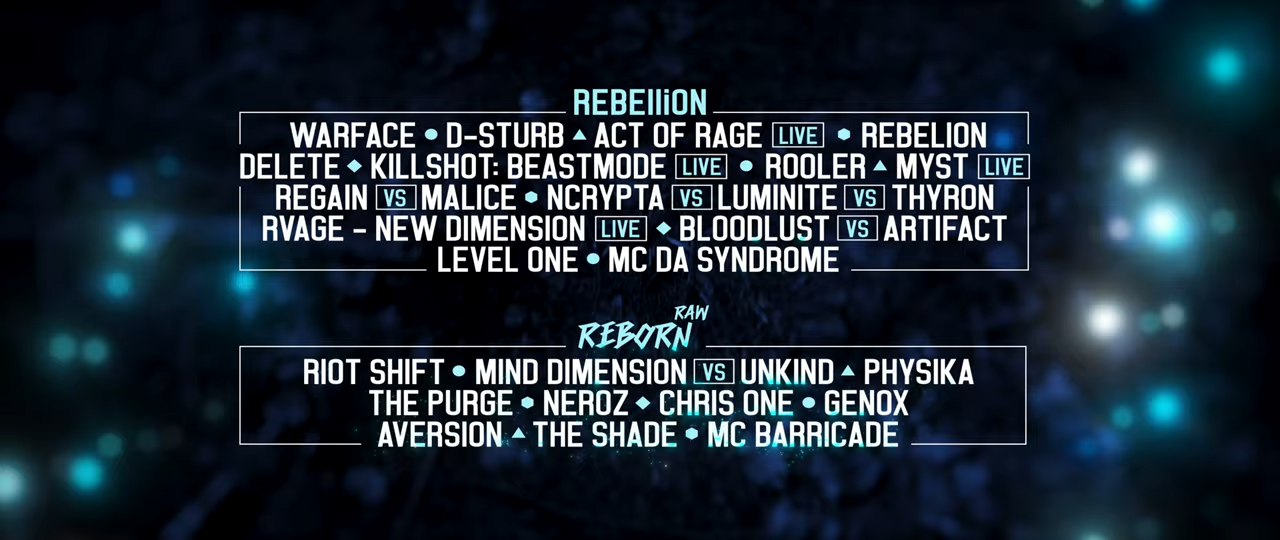 REBElliON
WARFACE ● D-STURB ▲ ACT OF RAGE LIVE ⬢ REBELION
DELETE ◆ KILLSHOT: BEASTMODE LIVE ● ROOLER ▲ MYST LIVE
REGAIN VS MALICE ⬢ NCRYPTA VS LUMINITE VS THYRON
RVAGE - NEW DIMENSION LIVE ◆ BLOODLUST VS ARTIFACT
LEVEL ONE ● MC DA SYNDROME
RAW
REBORN
RIOT SHIFT ● MIND DIMENSION VS UNKIND ▲ PHYSIKA
THE PURGE ⬢ NEROZ ◆ CHRIS ONE ● GENOX
AVERSION ▲ THE SHADE ⬢ MC BARRICADE